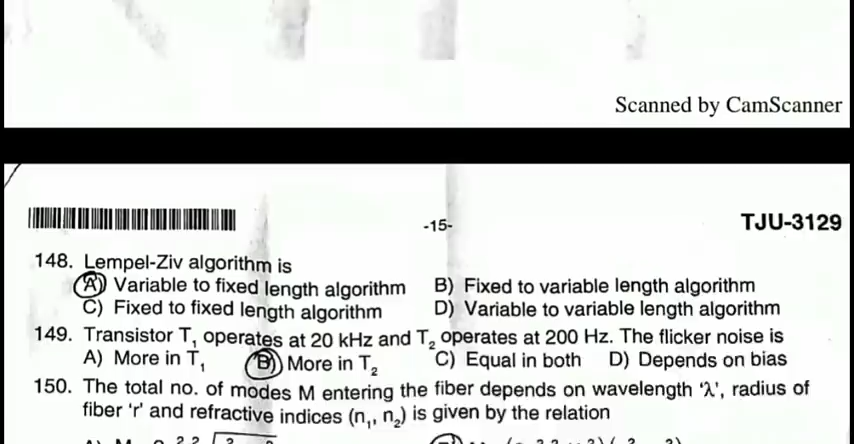 Scanned by CamScanner
-15-
TJU-3129
148. Lempel-Ziv algorithm is
A) Variable to fixed length algorithm B) Fixed to variable length algorithm
C) Fixed to fixed length algorithm D) Variable to variable length algorithm
149. Transistor T₁ operates at 20 kHz and T₂ operates at 200 Hz. The flicker noise is
A) More in T₁ B) More in T₂ C) Equal in both D) Depends on bias
150. The total no. of modes M entering the fiber depends on wavelength 'λ', radius of
fiber 'r' and refractive indices (n₁, n₂) is given by the relation